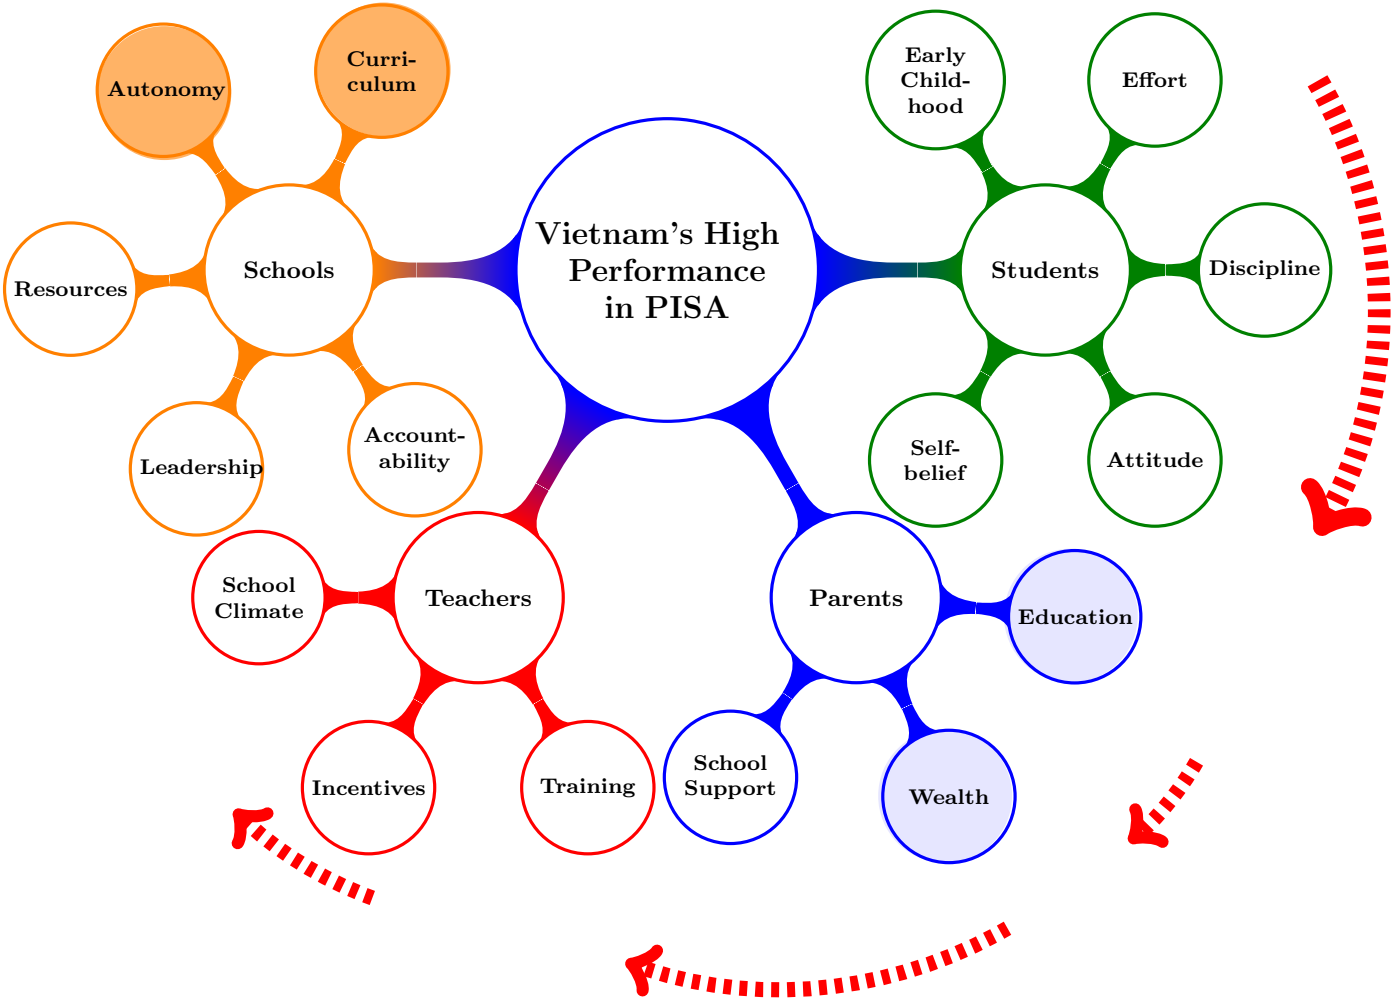 Vietnam's High
Performance
in PISA
Schools
Autonomy
Curri-
culum
Resources
Leadership
Account-
ability
Students
Early
Child-
hood
Effort
Discipline
Attitude
Self-
belief
Teachers
School
Climate
Incentives
Training
Parents
Education
Wealth
School
Support